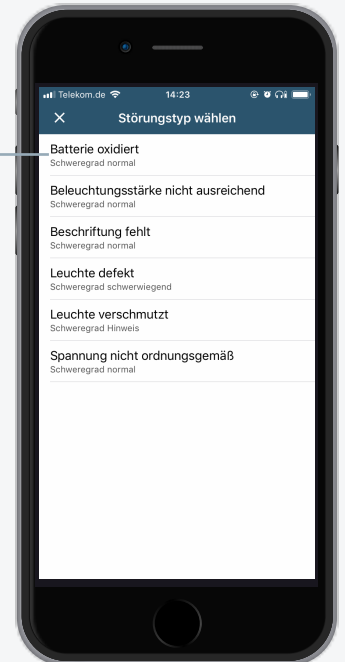 Telekom.de 14:23
Störungstyp wählen
Batterie oxidiert
Schweregrad normal
Beleuchtungsstärke nicht ausreichend
Schweregrad normal
Beschriftung fehlt
Schweregrad normal
Leuchte defekt
Schweregrad schwerwiegend
Leuchte verschmutzt
Schweregrad Hinweis
Spannung nicht ordnungsgemäß
Schweregrad normal